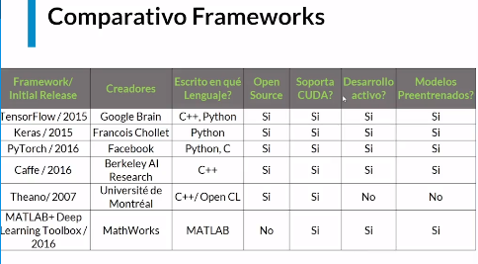 Comparativo Frameworks
Framework/ Initial Release | Creadores | Escrito en qué Lenguaje? | Open Source | Soporta CUDA? | Desarrollo activo? | Modelos Preentrenados?
TensorFlow / 2015 | Google Brain | C++, Python | Si | Si | Si | Si
Keras / 2015 | Francois Chollet | Python | Si | Si | Si | Si
PyTorch / 2016 | Facebook | Python, C | Si | Si | Si | Si
Caffe / 2016 | Berkeley AI Research | C++ | Si | Si | Si | Si
Theano/ 2007 | Université de Montréal | C++/ Open CL | Si | Si | No | No
MATLAB+ Deep Learning Toolbox / 2016 | MathWorks | MATLAB | No | Si | Si | Si